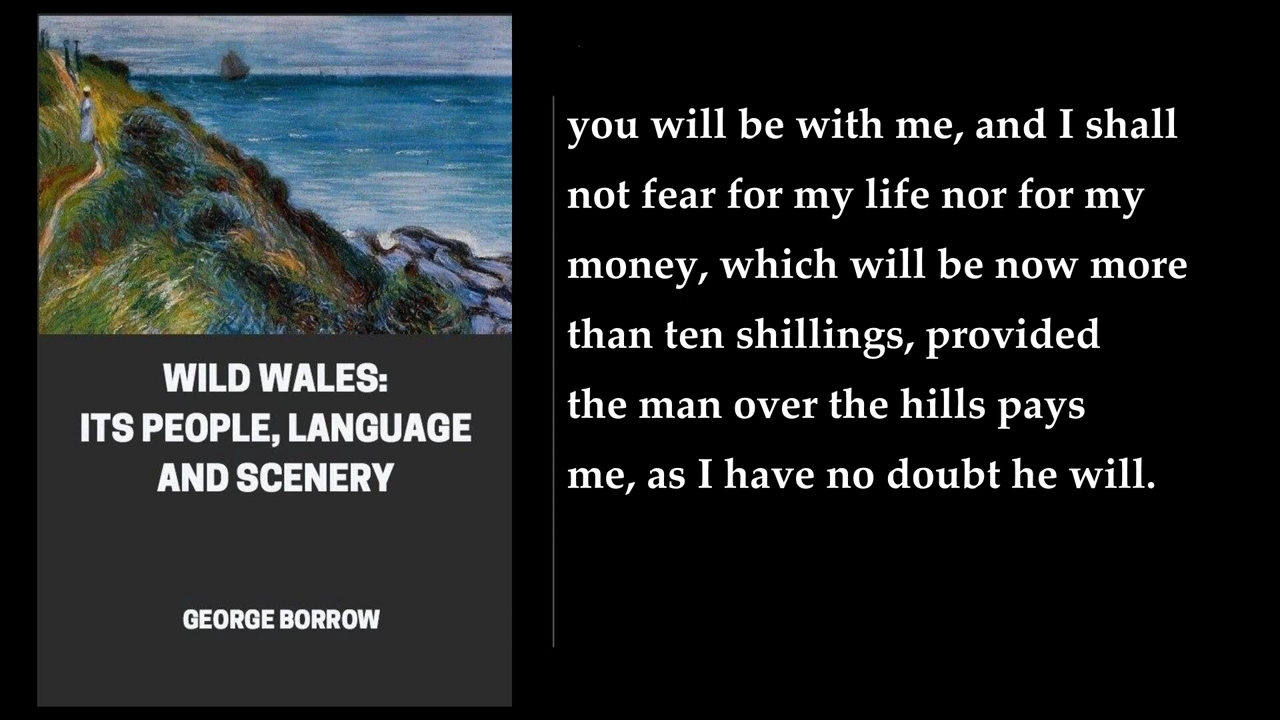 WILD WALES:
ITS PEOPLE, LANGUAGE
AND SCENERY
GEORGE BORROW
you will be with me, and I shall
not fear for my life nor for my
money, which will be now more
than ten shillings, provided
the man over the hills pays
me, as I have no doubt he will.